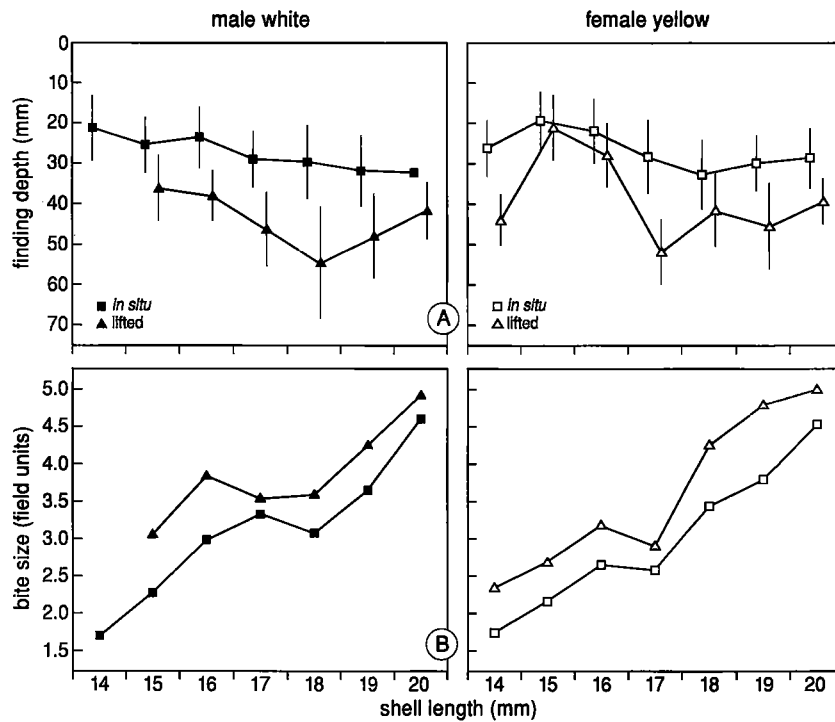 male white
female yellow
finding depth (mm)
0
10
20
30
40
50
60
70
in situ
lifted
A
in situ
lifted
bite size (field units)
5.0
4.5
4.0
3.5
3.0
2.5
2.0
1.5
B
14 15 16 17 18 19 20
14 15 16 17 18 19 20
shell length (mm)